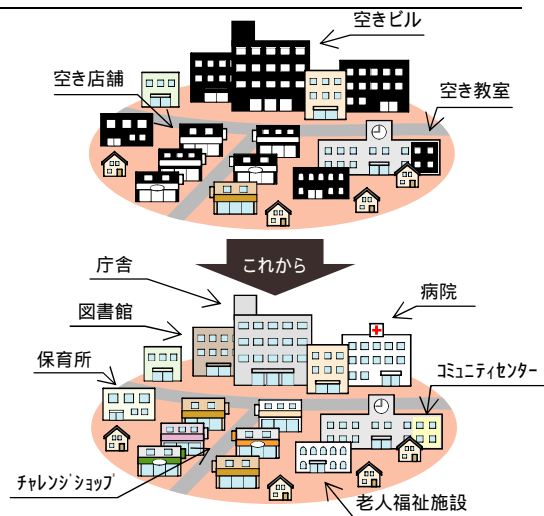 空きビル
空き店舗
空き教室
これから
庁舎
病院
図書館
保育所
コミュニティセンター
チャレンジショップ
老人福祉施設